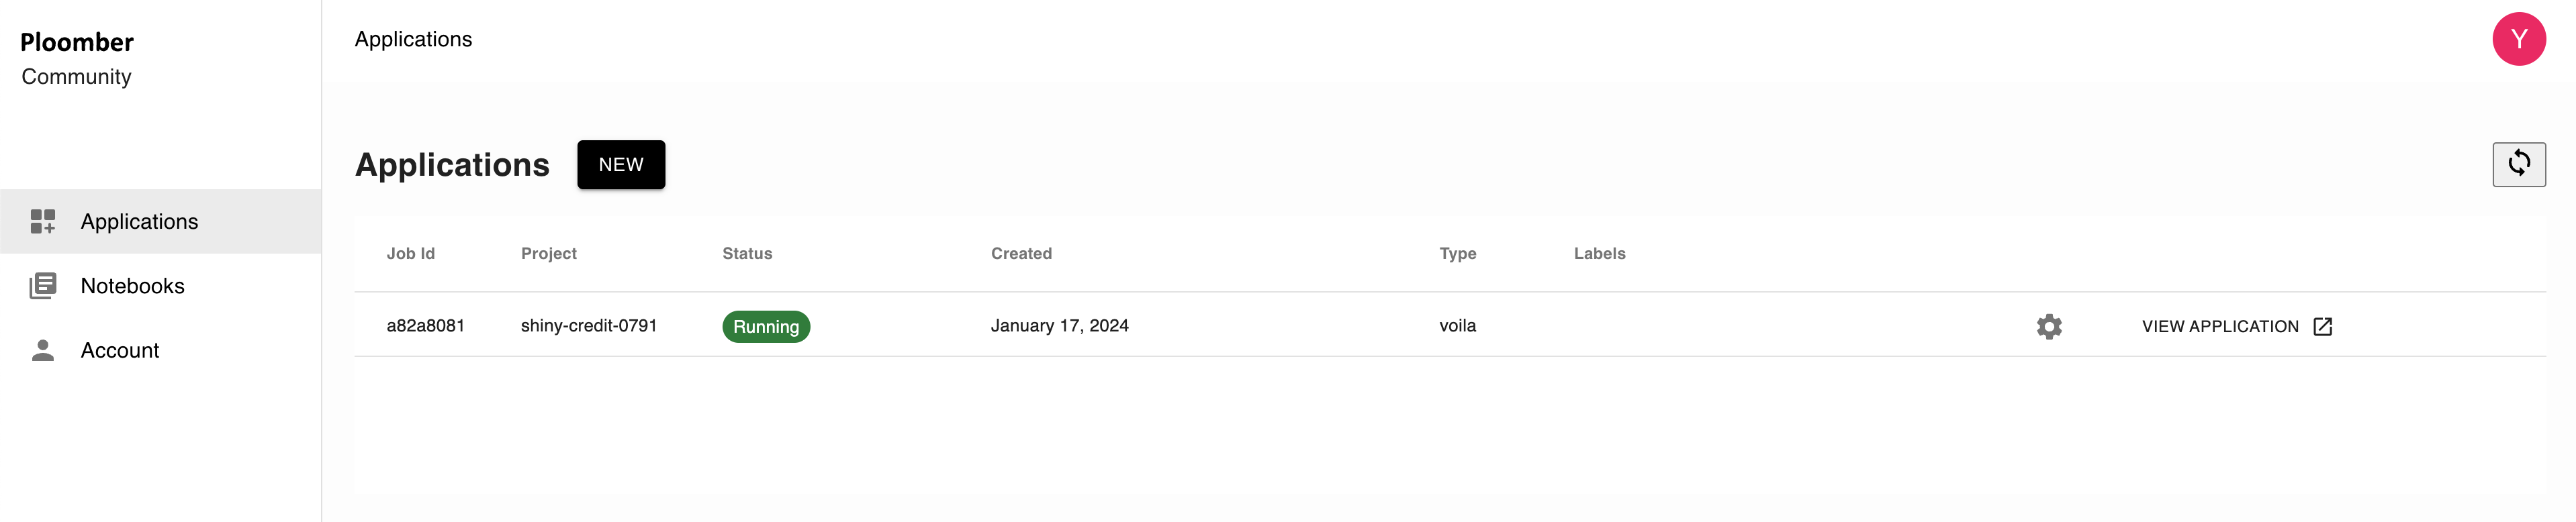 Ploomber
Community
Applications
Y
Applications
NEW
Applications
Notebooks
Account
Job Id Project Status Created Type Labels
a82a8081 shiny-credit-0791 Running January 17, 2024 voila VIEW APPLICATION